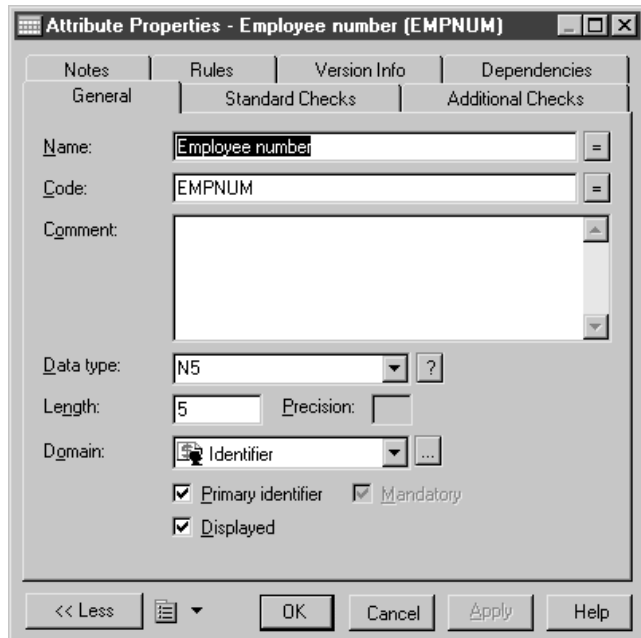 Attribute Properties - Employee number (EMPNUM)
Notes Rules Version Info Dependencies
General Standard Checks Additional Checks
Name: Employee number =
Code: EMPNUM =
Comment:
Data type: N5 ?
Length: 5 Precision:
Domain: Identifier ...
Primary identifier Mandatory
Displayed
<< Less OK Cancel Apply Help